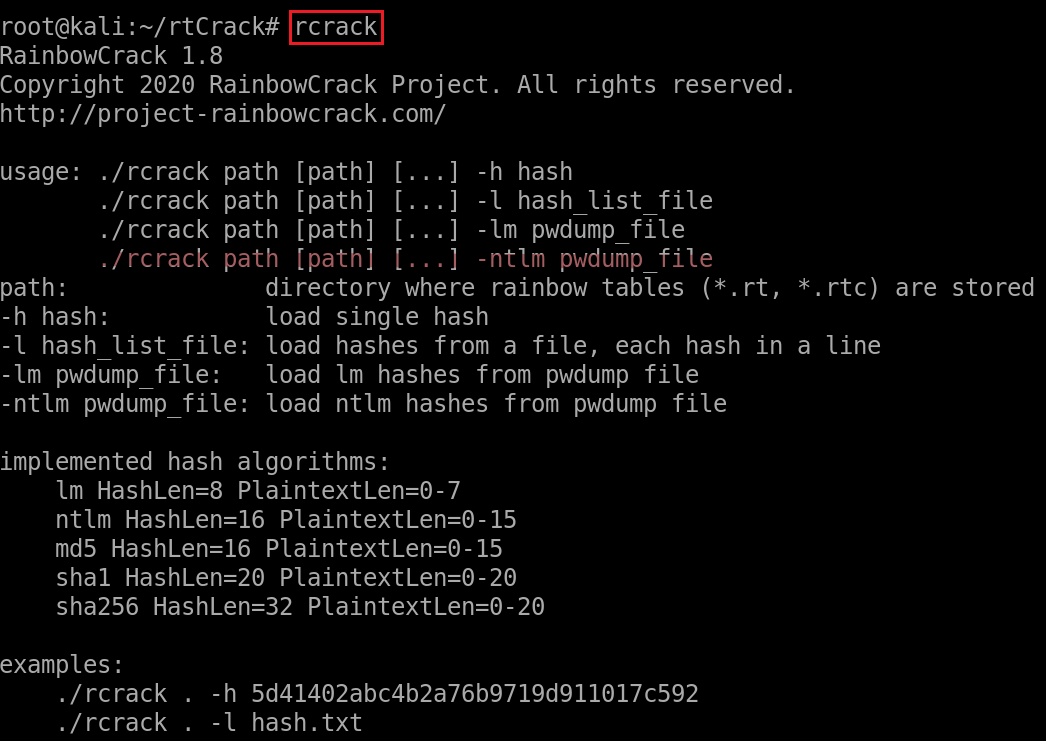 root@kali:~/rtCrack# rcrack
RainbowCrack 1.8
Copyright 2020 RainbowCrack Project. All rights reserved.
http://project-rainbowcrack.com/

usage: ./rcrack path [path] [...] -h hash
       ./rcrack path [path] [...] -l hash_list_file
       ./rcrack path [path] [...] -lm pwdump_file
       ./rcrack path [path] [...] -ntlm pwdump_file
path:              directory where rainbow tables (*.rt, *.rtc) are stored
-h hash:           load single hash
-l hash_list_file: load hashes from a file, each hash in a line
-lm pwdump_file:   load lm hashes from pwdump file
-ntlm pwdump_file: load ntlm hashes from pwdump file

implemented hash algorithms:
    lm HashLen=8 PlaintextLen=0-7
    ntlm HashLen=16 PlaintextLen=0-15
    md5 HashLen=16 PlaintextLen=0-15
    sha1 HashLen=20 PlaintextLen=0-20
    sha256 HashLen=32 PlaintextLen=0-20

examples:
    ./rcrack . -h 5d41402abc4b2a76b9719d911017c592
    ./rcrack . -l hash.txt